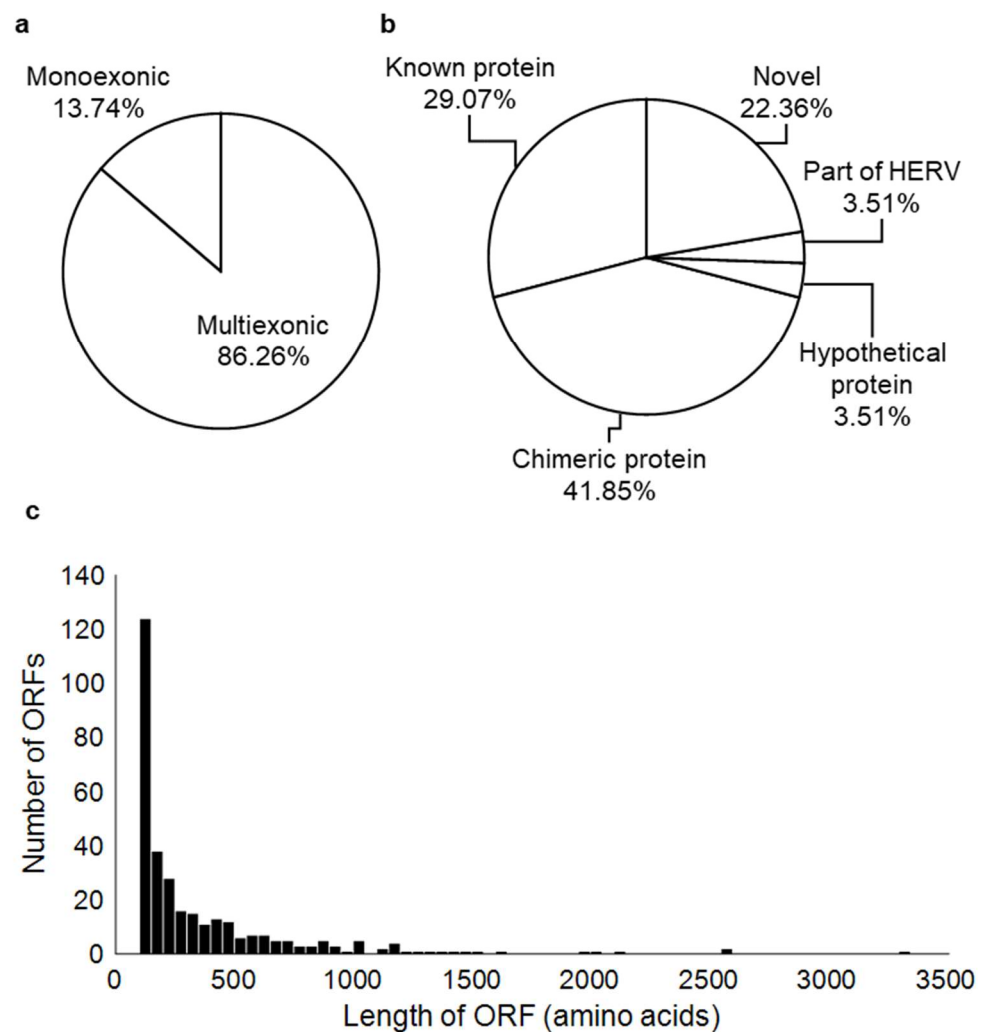 a
Monoexonic
13.74%
Multiexonic
86.26%
b
Known protein
29.07%
Novel
22.36%
Part of HERV
3.51%
Hypothetical
protein
3.51%
Chimeric protein
41.85%
c
Number of ORFs
140
120
100
80
60
40
20
0
0 500 1000 1500 2000 2500 3000 3500
Length of ORF (amino acids)